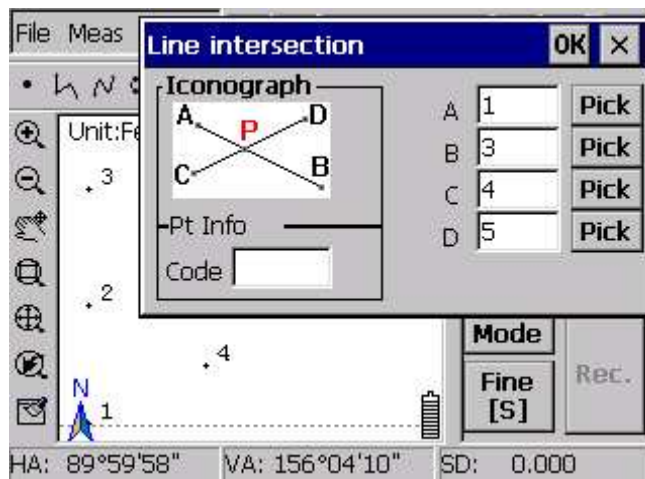 File Meas
Line intersection OK ×
Iconograph
A D
P
C B
Pt Info
Code
A 1 Pick
B 3 Pick
C 4 Pick
D 5 Pick
Unit:Fe
3
2
4
N
1
Mode
Fine
[S]
Rec.
HA: 89°59'58" VA: 156°04'10" SD: 0.000